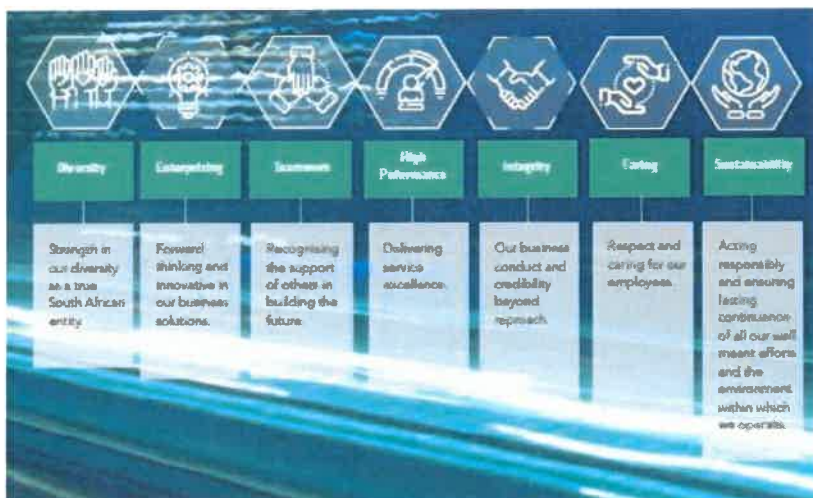 Diversity
Enterprising
Teamwork
High
Peformance
Integrity
Caring
Sustainability
Strength in
our diversity
as a true
South African
entity
Forward
thinking and
innovative in
our business
solutions.
Recognising
the support
of others in
building the
future
Delivering
service
excellence
Our business
conduct and
credibility
beyond
reproach.
Respect and
caring for our
employees.
Acting
responsibly
and ensuring
lasting
continuance
of all our well
meant efforts
and the
environment
within which
we operate.